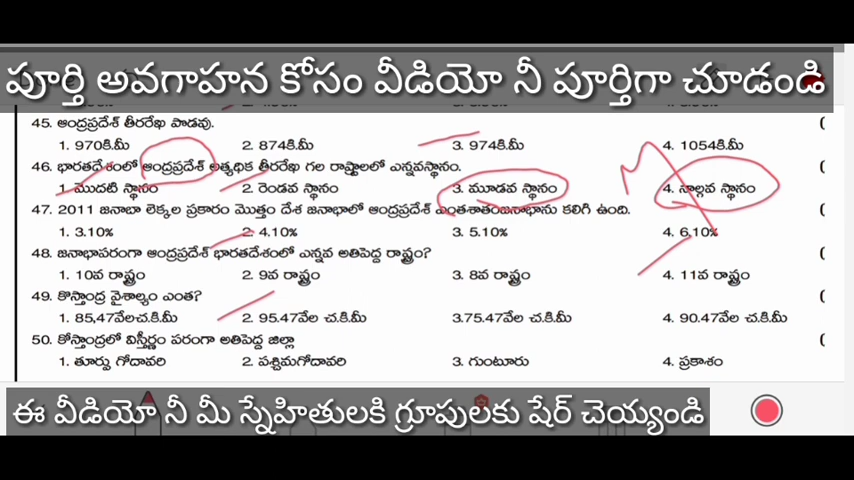 పూర్తి అవగాహన కోసం వీడియో నీ పూర్తిగా చూడండి
45. ఆంద్రప్రదేశ్ తీరరేఖ పొడవు.
1. 970కి.మీ 2. 874కి.మీ 3. 974కి.మీ 4. 1054కి.మీ
46. భారతదేశంలో ఆంద్రప్రదేశ్ అత్యధిక తీరరేఖ గల రాష్ట్రాలలో ఎన్నవస్థానం.
1. మొదటి స్థానం 2. రెండవ స్థానం 3. మూడవ స్థానం 4. నాల్గవ స్థానం
47. 2011 జనాబా లెక్కల ప్రకారం మొత్తం దేశ జనాభాలో ఆంద్రప్రదేశ్ ఎంతశాతంజనాభాను కలిగి ఉంది.
1. 3.10% 2. 4.10% 3. 5.10% 4. 6.10%
48. జనాభాపరంగా ఆంద్రప్రదేశ్ భారతదేశంలో ఎన్నవ అతిపెద్ద రాష్ట్రం?
1. 10వ రాష్ట్రం 2. 9వ రాష్ట్రం 3. 8వ రాష్ట్రం 4. 11వ రాష్ట్రం
49. కొస్తాంద్ర వైశాల్యం ఎంత?
1. 85,47వేలచ.కి.మీ 2. 95.47వేల చ.కి.మీ 3.75.47వేల చ.కి.మీ 4. 90.47వేల చ.కి.మీ
50. కోస్తాంద్రలో విస్తీర్ణం పరంగా అతిపెద్ద జిల్లా
1. తూర్పు గోదావరి 2. పశ్చిమగోదావరి 3. గుంటూరు 4. ప్రకాశం
ఈ వీడియో నీ మీ స్నేహితులకి గ్రూపులకు షేర్ చెయ్యండి